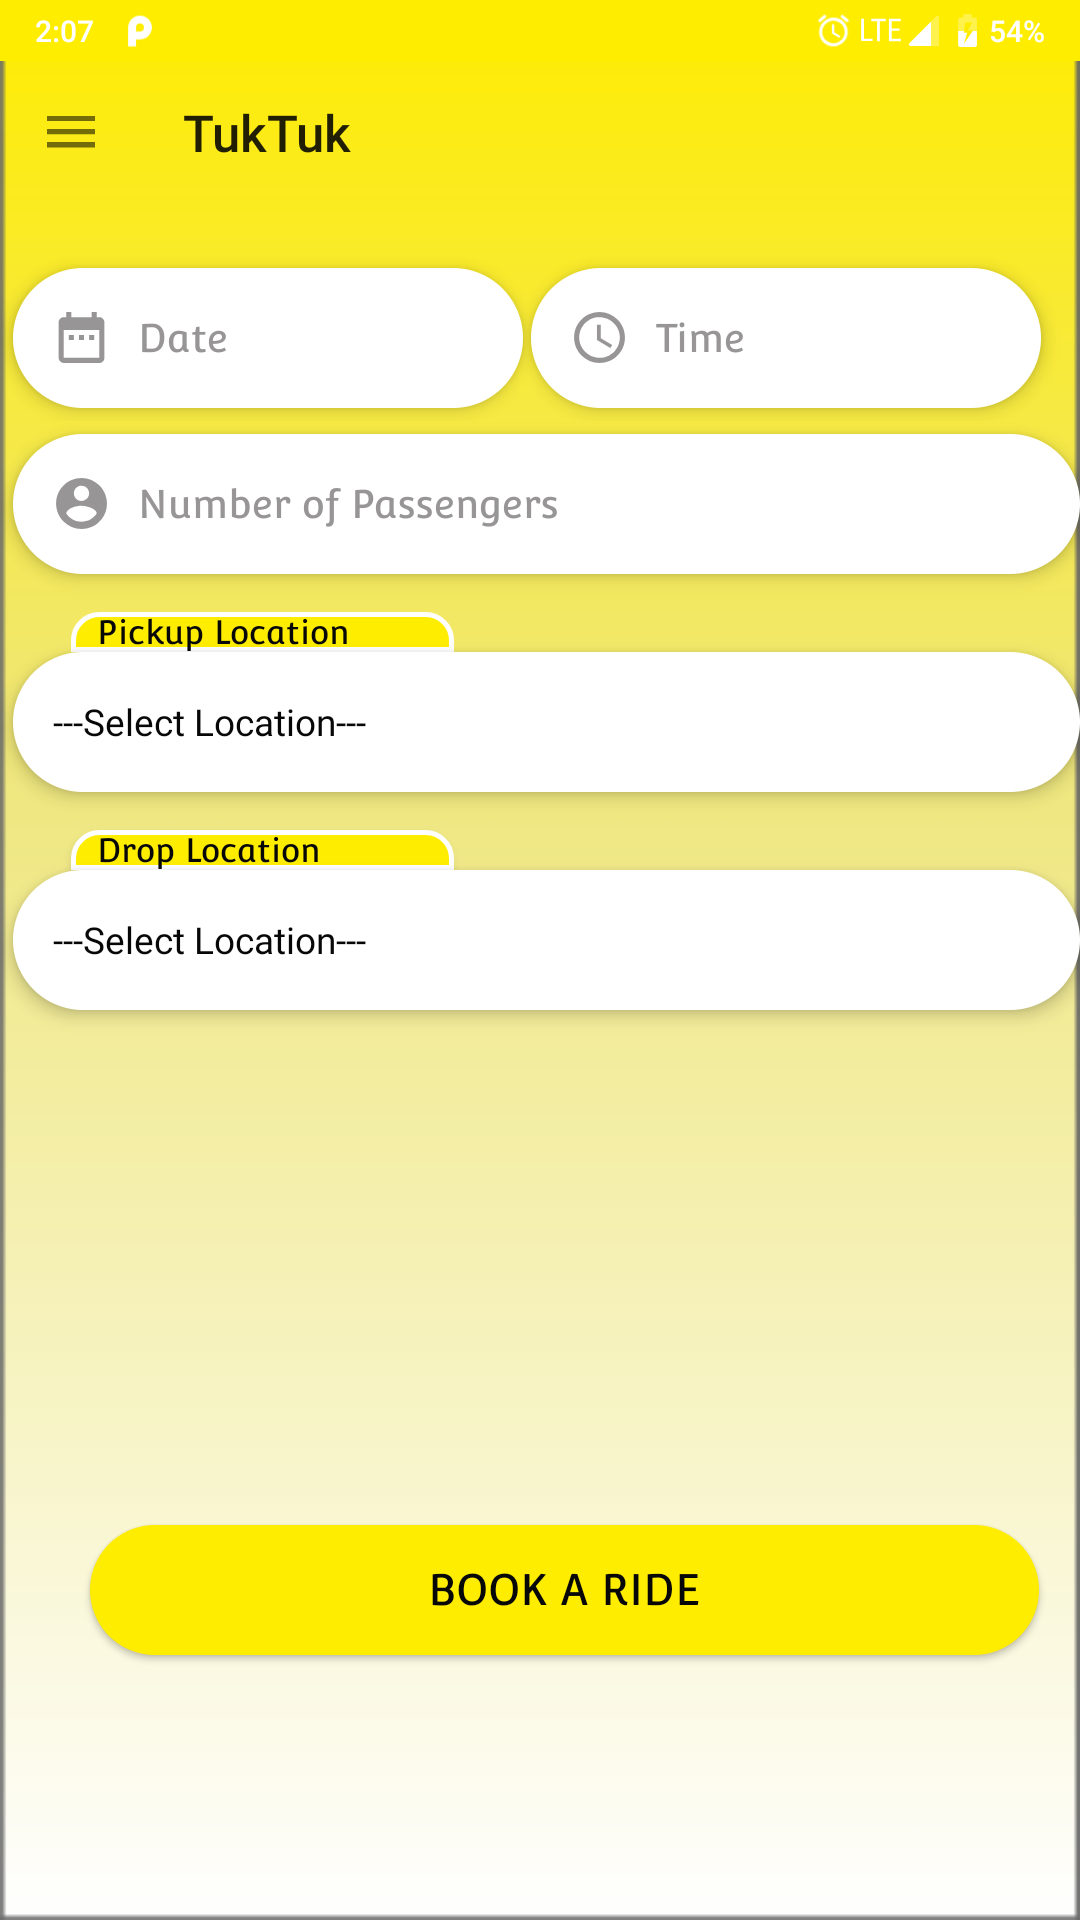 2:07 LTE 54%
TukTuk
Date Time
Number of Passengers
Pickup Location
---Select Location---
Drop Location
---Select Location---
BOOK A RIDE